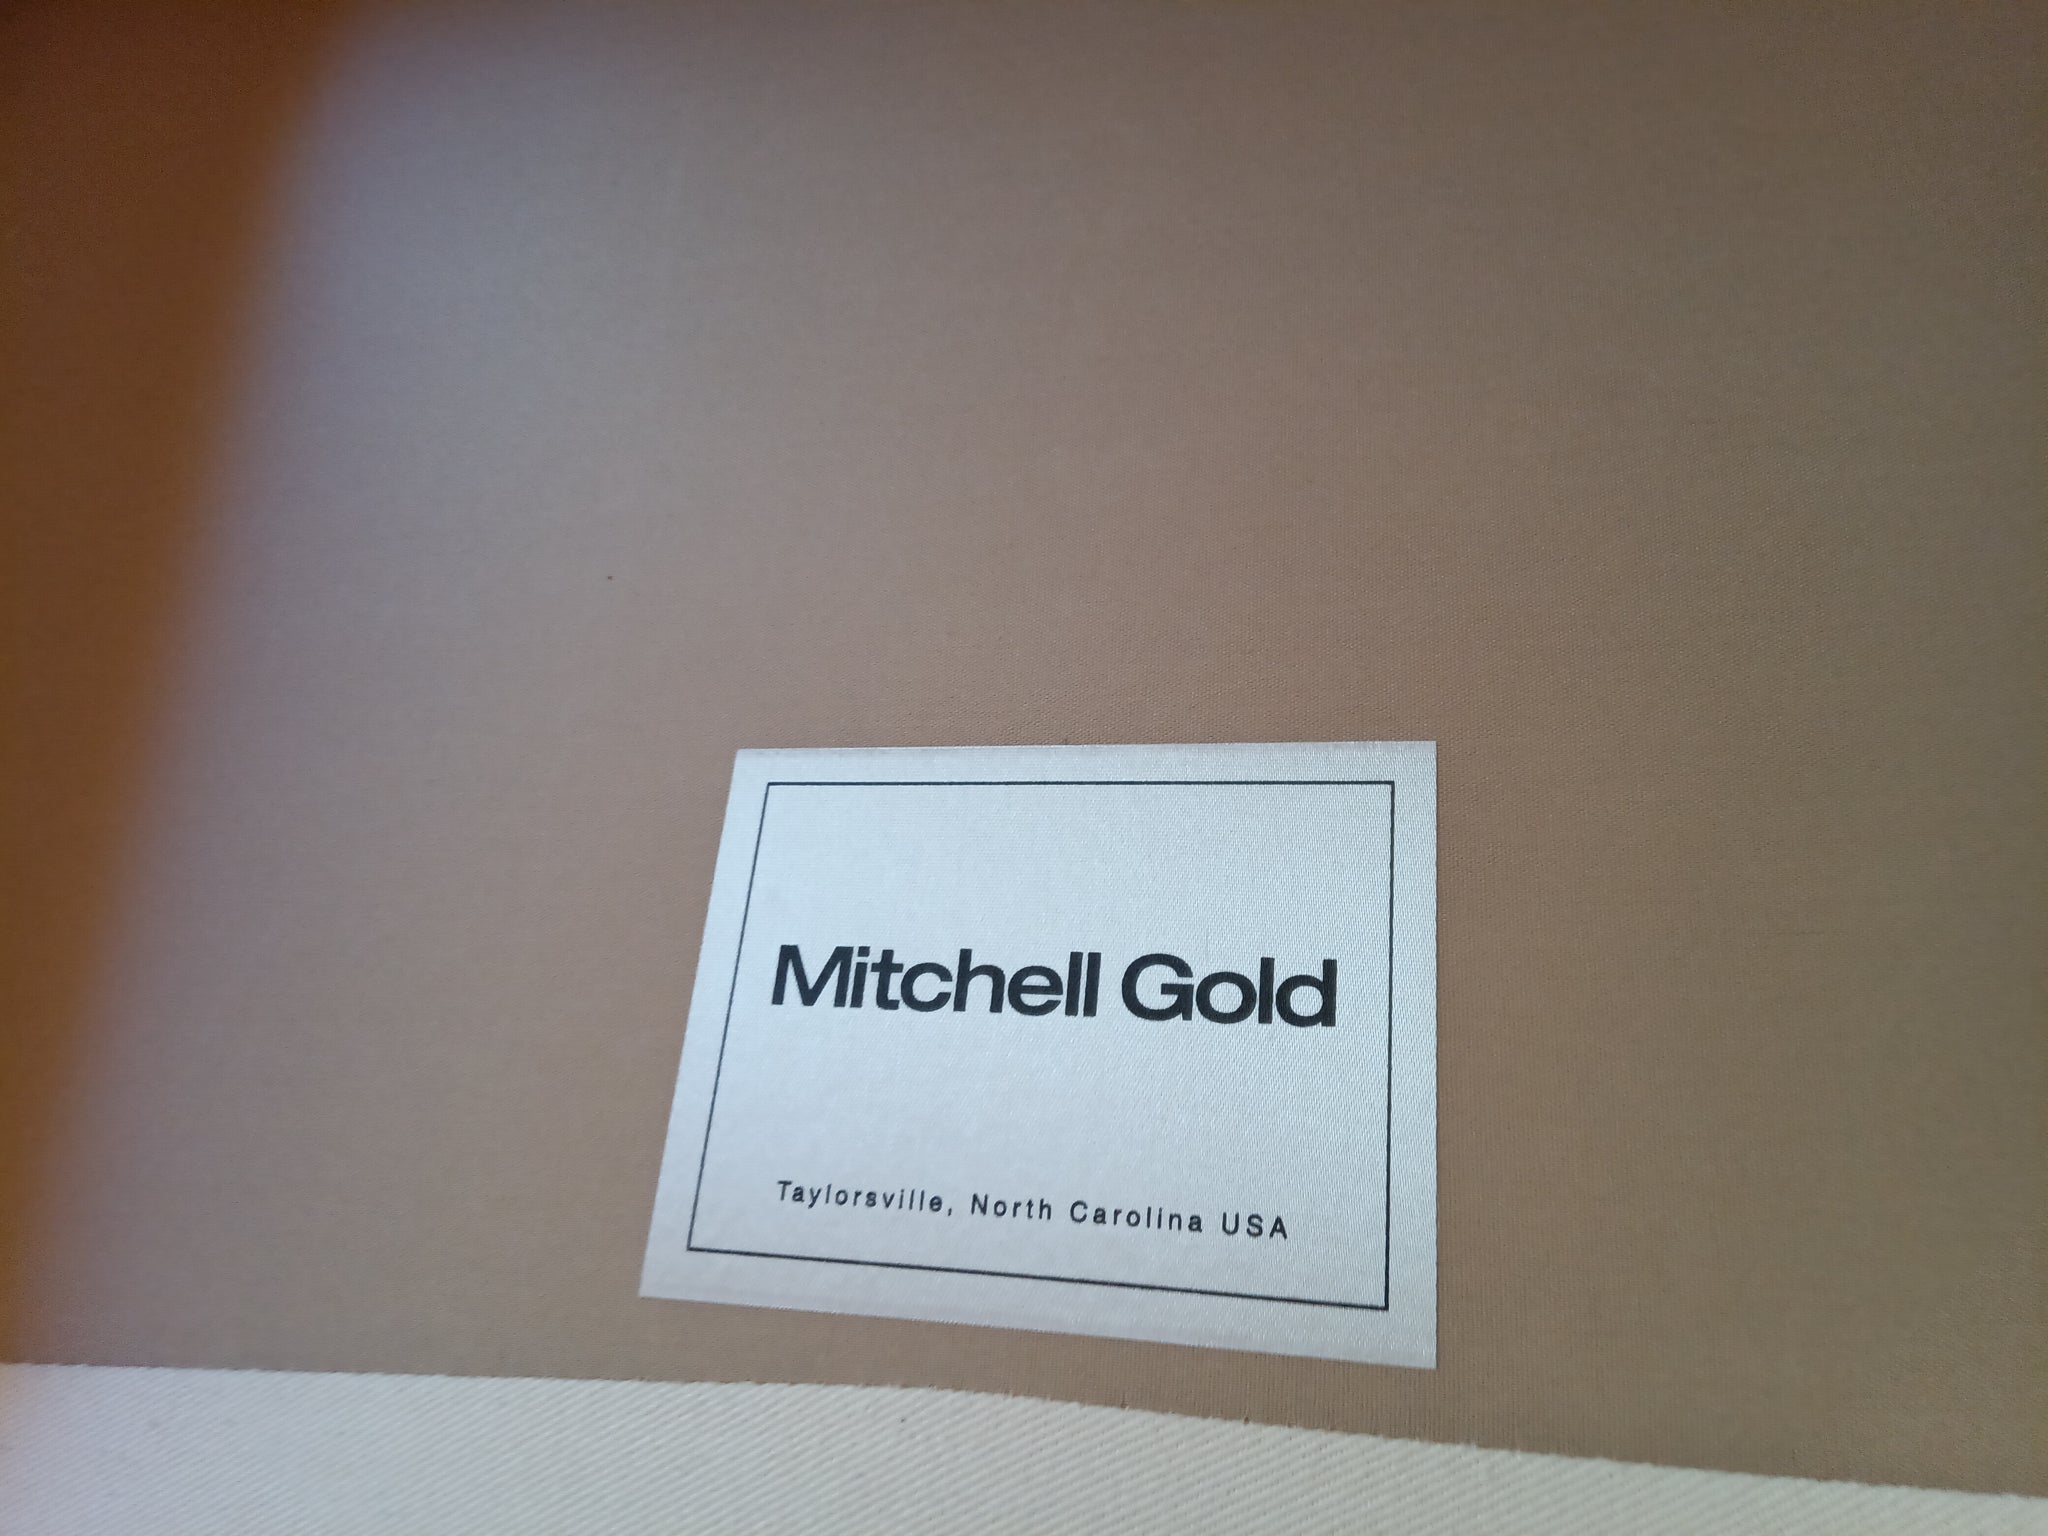 Mitchell Gold
Taylorsville, North Carolina USA